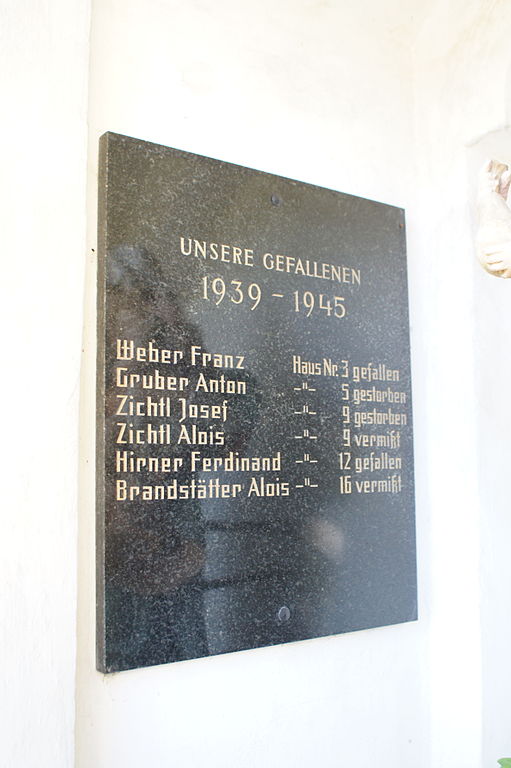 UNSERE GEFALLENEN
1939 - 1945
Weber Franz Haus Nr. 3 gefallen
Gruber Anton -"- 5 gestorben
Zichtl Josef -"- 9 gestorben
Zichtl Alois -"- 9 vermißt
Hirner Ferdinand -"- 12 gefallen
Brandstätter Alois -"- 16 vermißt